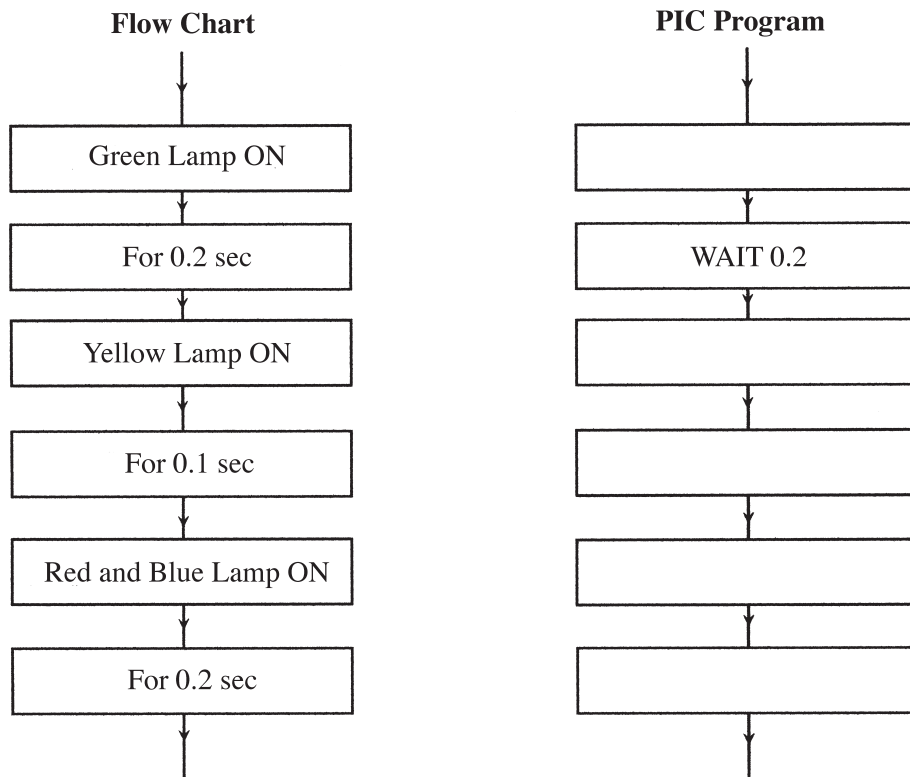 Flow Chart
Green Lamp ON
For 0.2 sec
Yellow Lamp ON
For 0.1 sec
Red and Blue Lamp ON
For 0.2 sec
PIC Program
WAIT 0.2